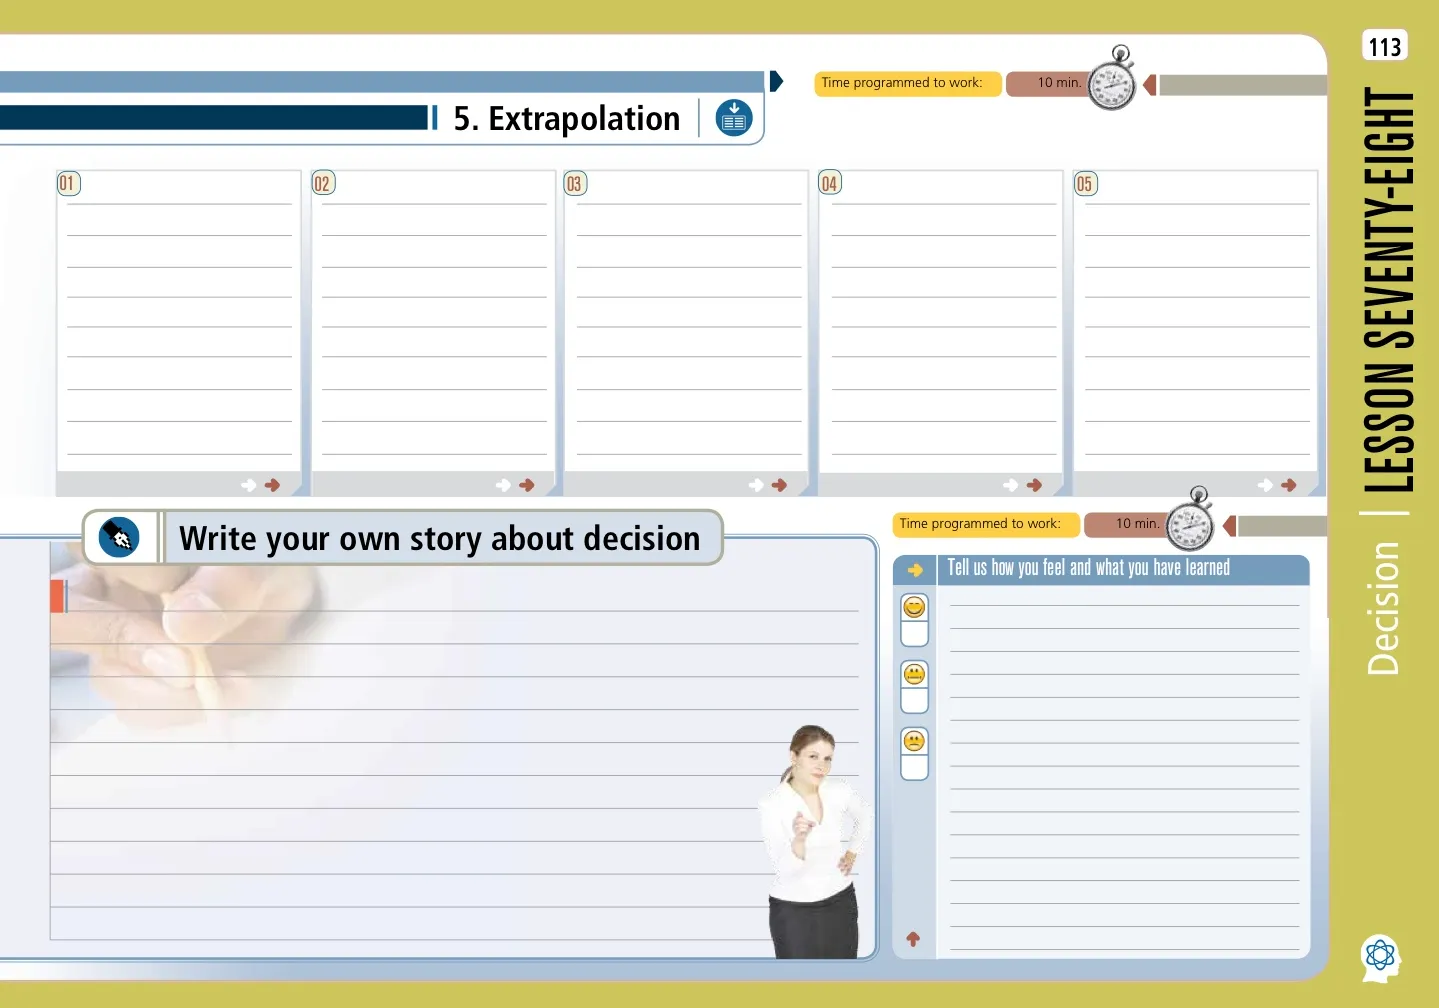 113
Time programmed to work:
10 min.
5. Extrapolation
01
02
03
04
05
Write your own story about decision
Time programmed to work:
10 min.
Tell us how you feel and what you have learned
Decision | LESSON SEVENTY-EIGHT